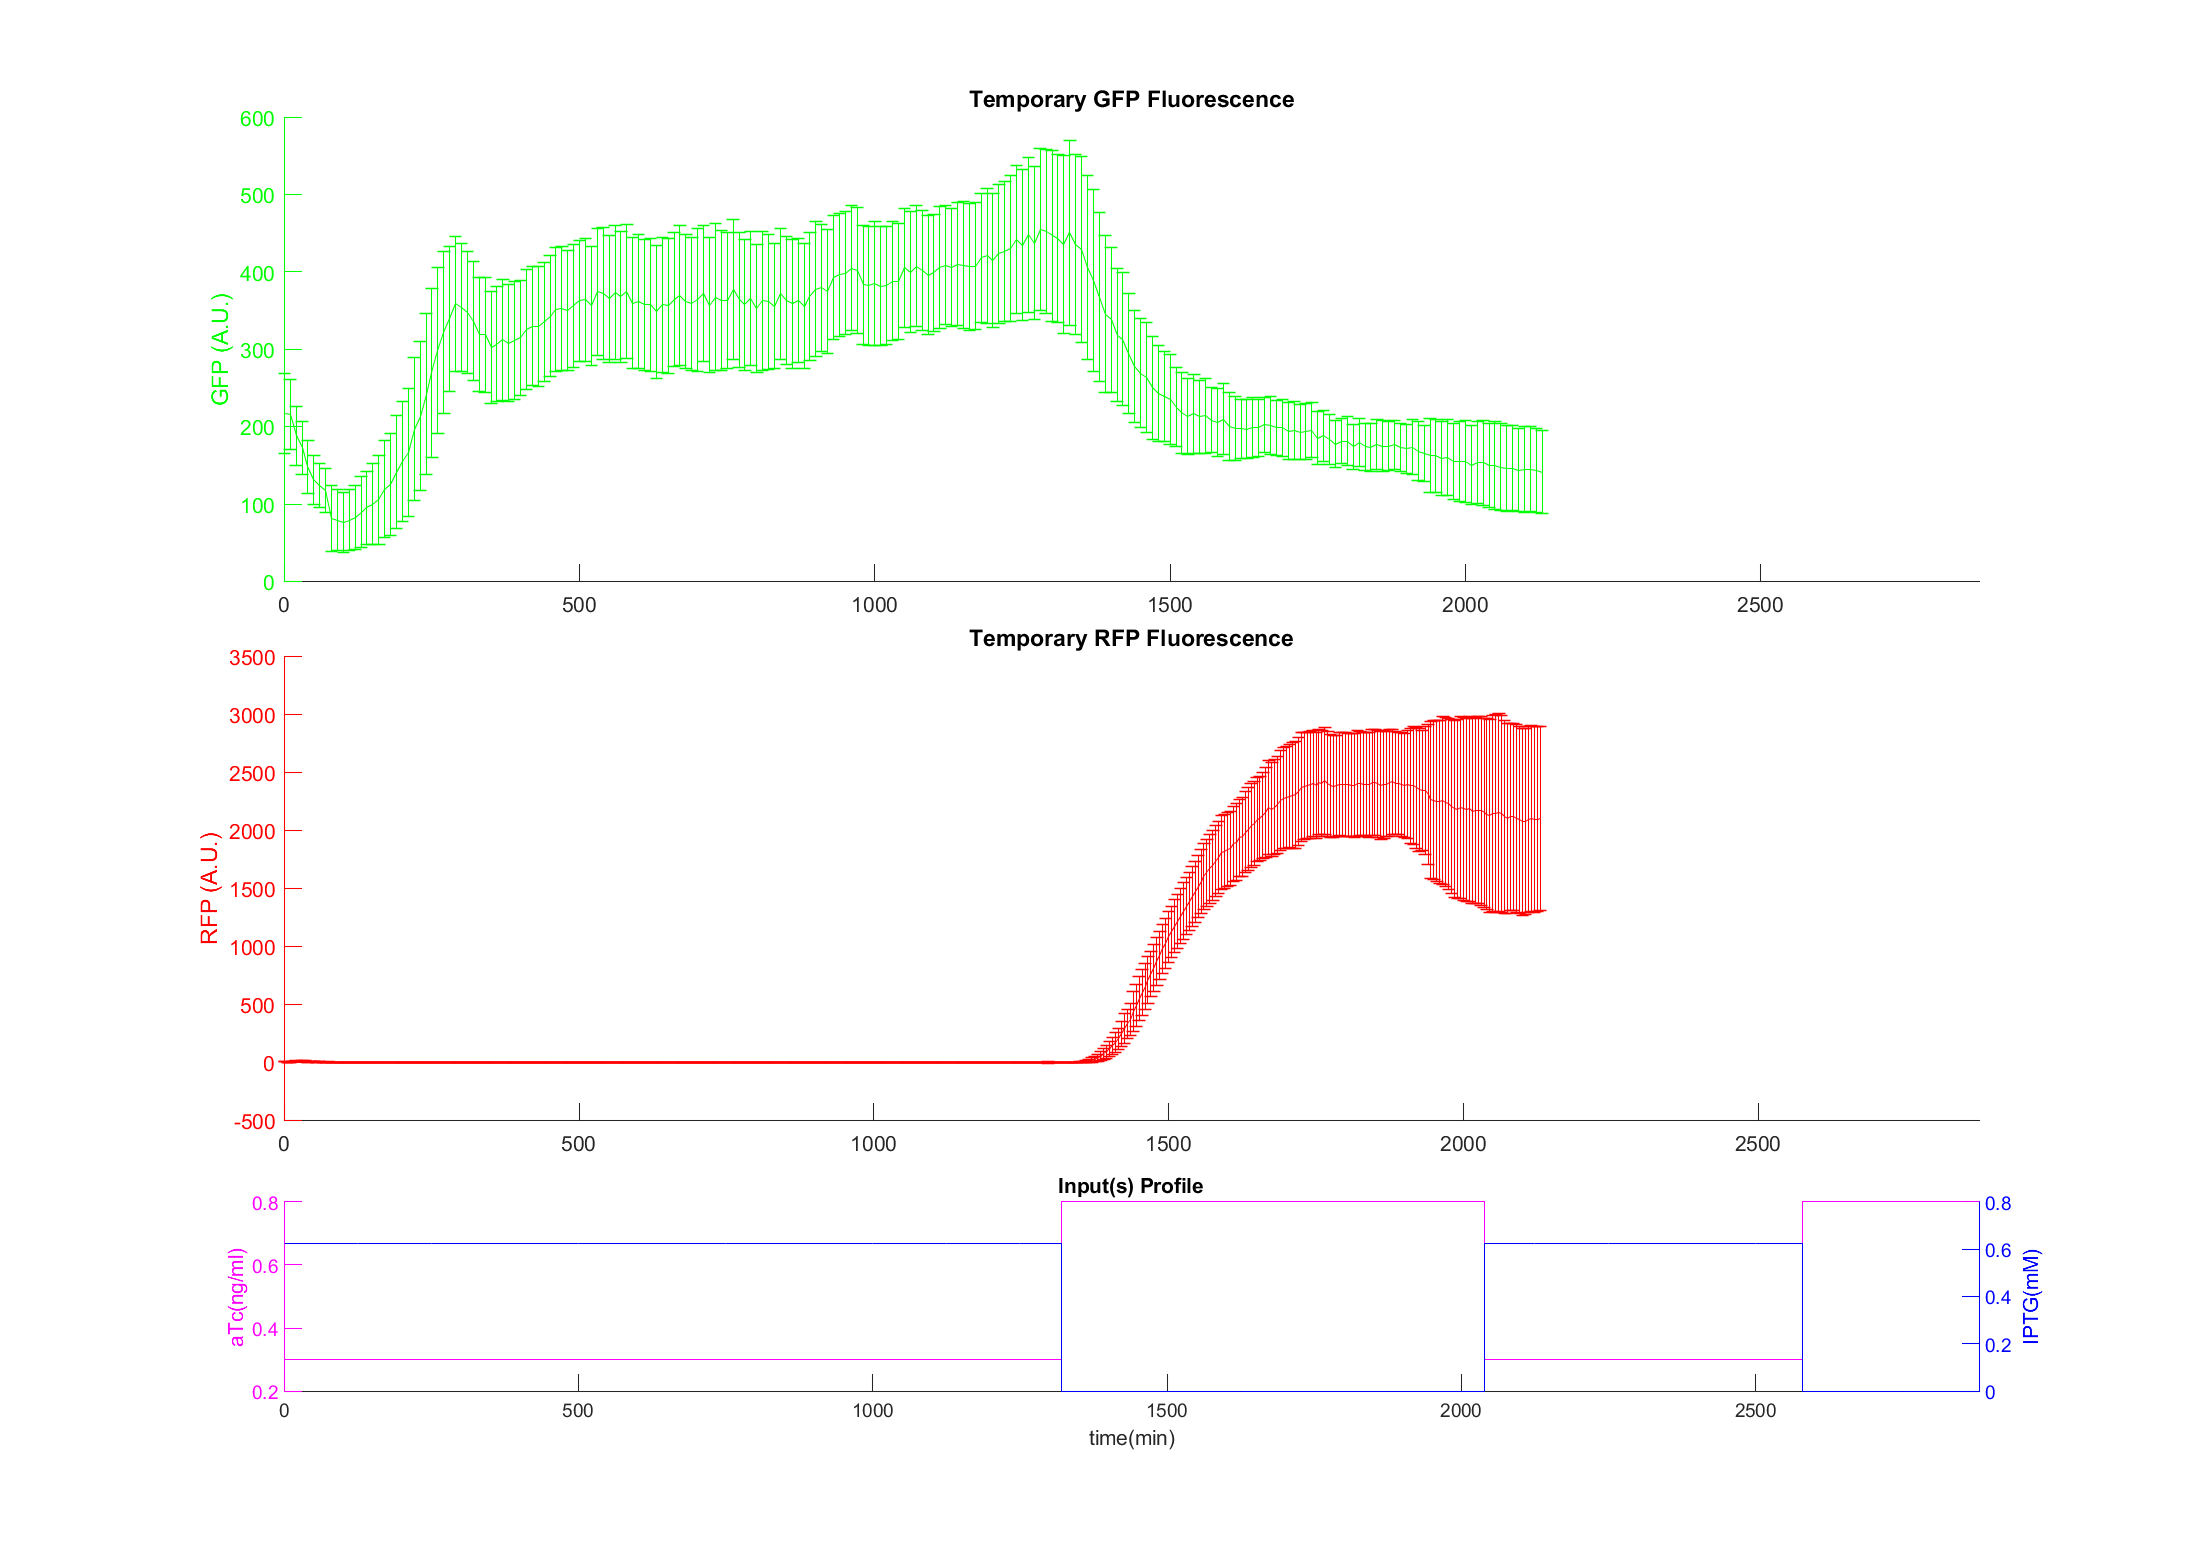 Temporary GFP Fluorescence
600
500
400
300
200
100
0
GFP (A.U.)
0 500 1000 1500 2000 2500
Temporary RFP Fluorescence
3500
3000
2500
2000
1500
1000
500
0
-500
RFP (A.U.)
0 500 1000 1500 2000 2500
Input(s) Profile
0.8
0.6
0.4
0.2
aTc(ng/ml)
0.8
0.6
0.4
0.2
0
IPTG(mM)
0 500 1000 1500 2000 2500
time(min)